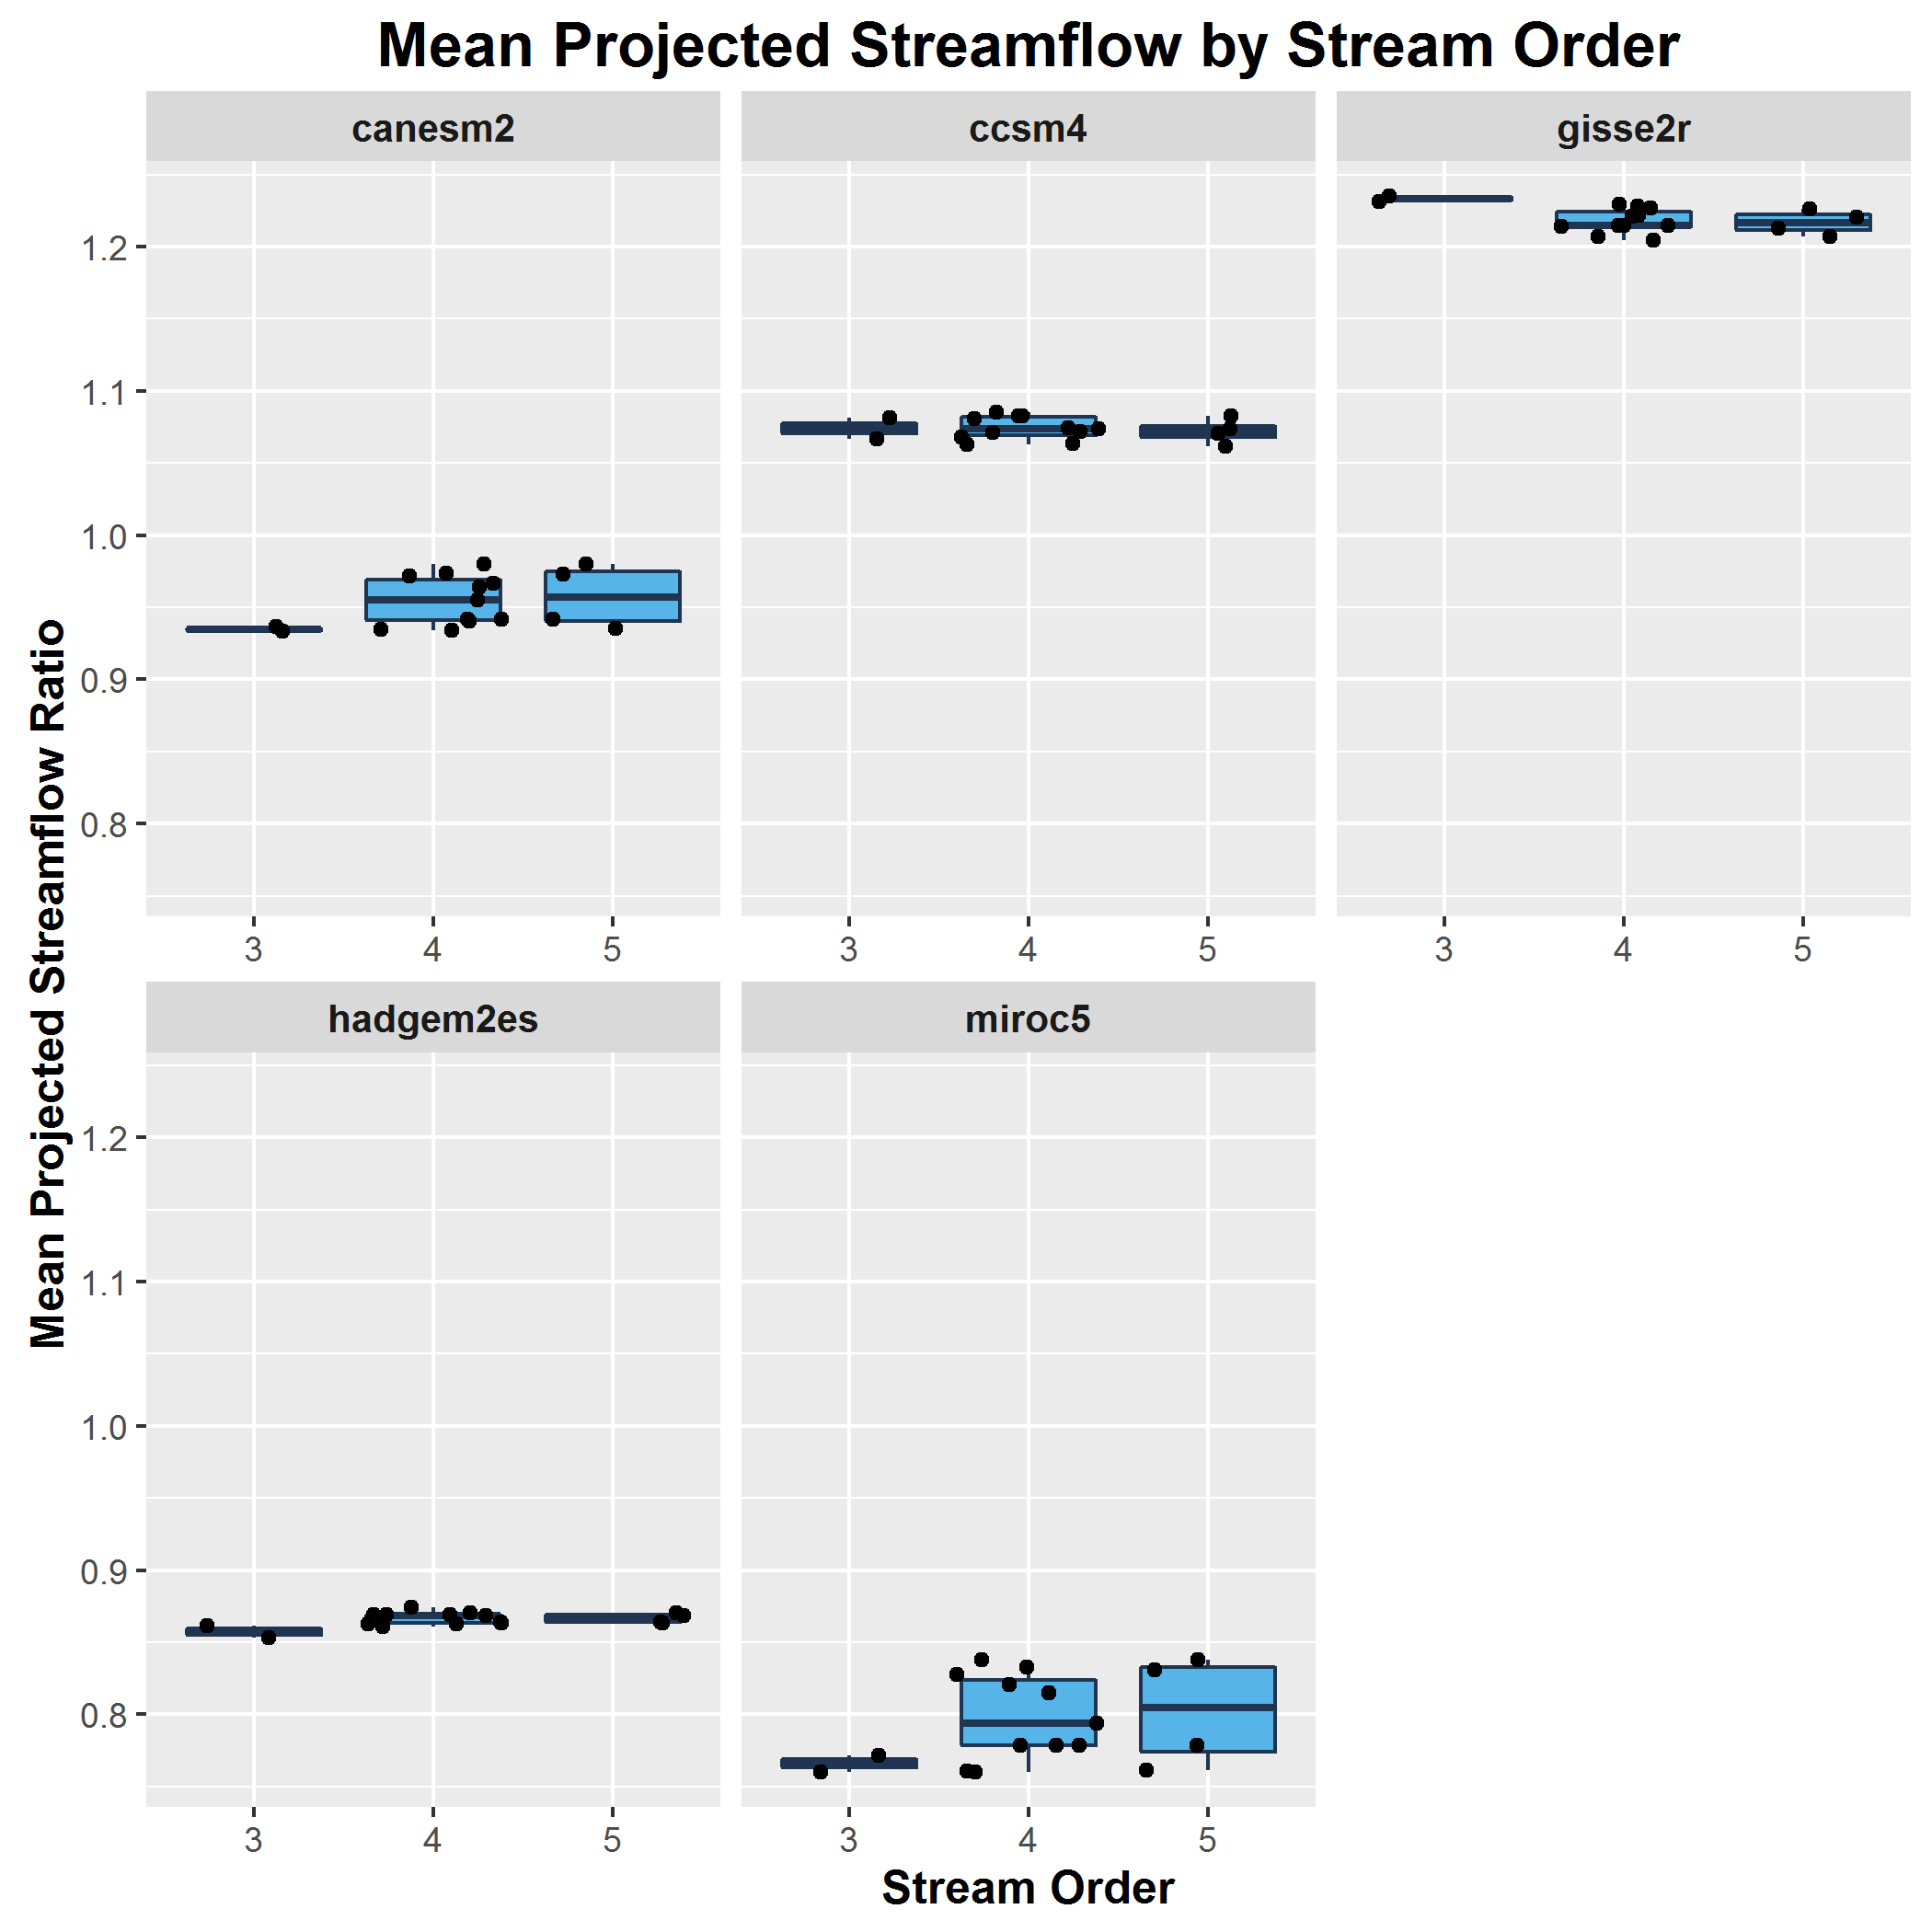 Mean Projected Streamflow by Stream Order
canesm2
ccsm4
gisse2r
1.2
1.1
1.0
0.9
0.8
3 4 5
3 4 5
3 4 5
Mean Projected Streamflow Ratio
hadgem2es
miroc5
1.2
1.1
1.0
0.9
0.8
3 4 5
3 4 5
Stream Order